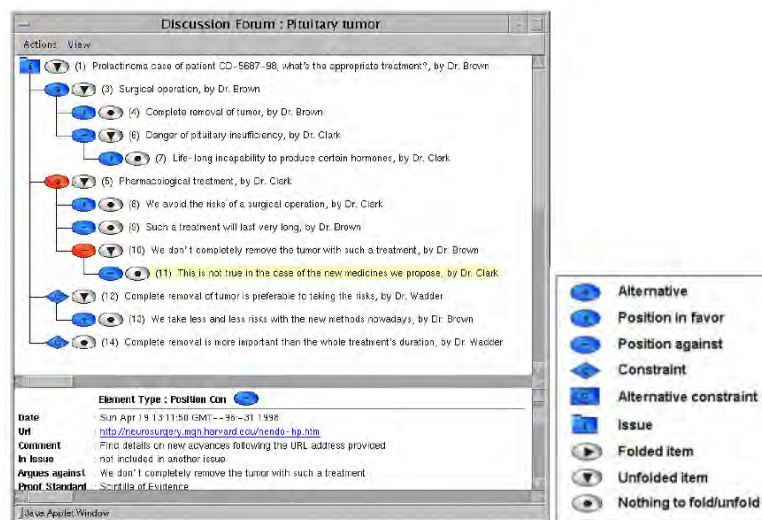 Discussion Forum : Pituitary tumor
Actions View
(1) Prolactinoma case of patient CD-5687-98, what's the appropriate treatment?, by Dr. Brown
(3) Surgical operation, by Dr. Brown
(4) Complete removal of tumor, by Dr. Brown
(6) Danger of pituitary insufficiency, by Dr. Clark
(7) Life-long incapability to produce certain hormones, by Dr. Clark
(5) Pharmacological treatment, by Dr. Clark
(8) We avoid the risks of a surgical operation, by Dr. Clark
(9) Such a treatment will last very long, by Dr. Brown
(10) We don't completely remove the tumor with such a treatment, by Dr. Brown
(11) This is not true in the case of the new medicines we propose, by Dr. Clark
(12) Complete removal of tumor is preferable to taking the risks, by Dr. Wadder
(13) We take less and less risks with the new methods nowadays, by Dr. Brown
(14) Complete removal is more important than the whole treatment's duration, by Dr. Wadder
Element Type : Position Con
Date : Sun Apr 19 13:11:50 GMT--96:-31 1998
Url : http://neurosurgery.mgh.harvard.edu/nendo-hp.htm
Comment : Find details on new advances following the URL address provided
In Issue : not included in another issue
Argues against : We don't completely remove the tumor with such a treatment
Proof Standard : Scintilla of Evidence
Java Applet Window
Alternative
Position in favor
Position against
Constraint
Alternative constraint
Issue
Folded item
Unfolded item
Nothing to fold/unfold